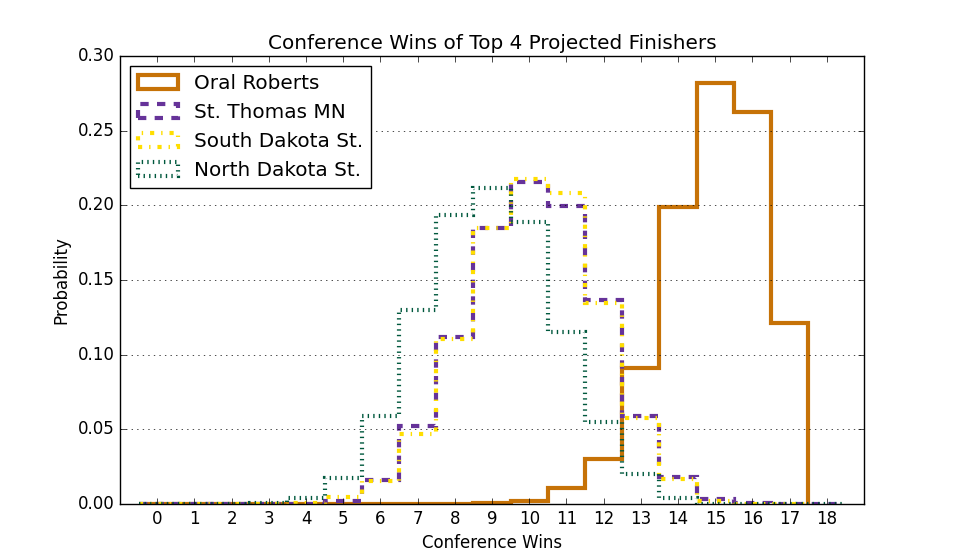 Conference Wins of Top 4 Projected Finishers
Oral Roberts
St. Thomas MN
South Dakota St.
North Dakota St.
0.30
0.25
0.20
0.15
0.10
0.05
0.00
Probability
0 1 2 3 4 5 6 7 8 9 10 11 12 13 14 15 16 17 18
Conference Wins